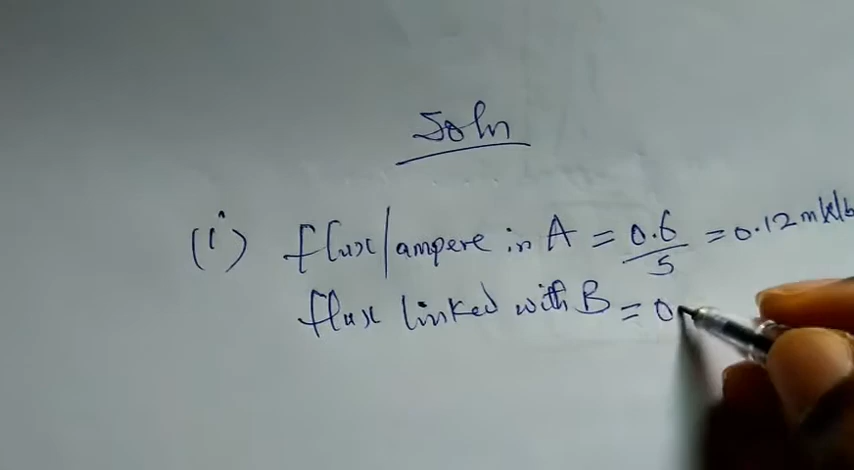 Soln
(i) flux/ampere in A = 0.6/5 = 0.12 mWb
flux linked with B = 0